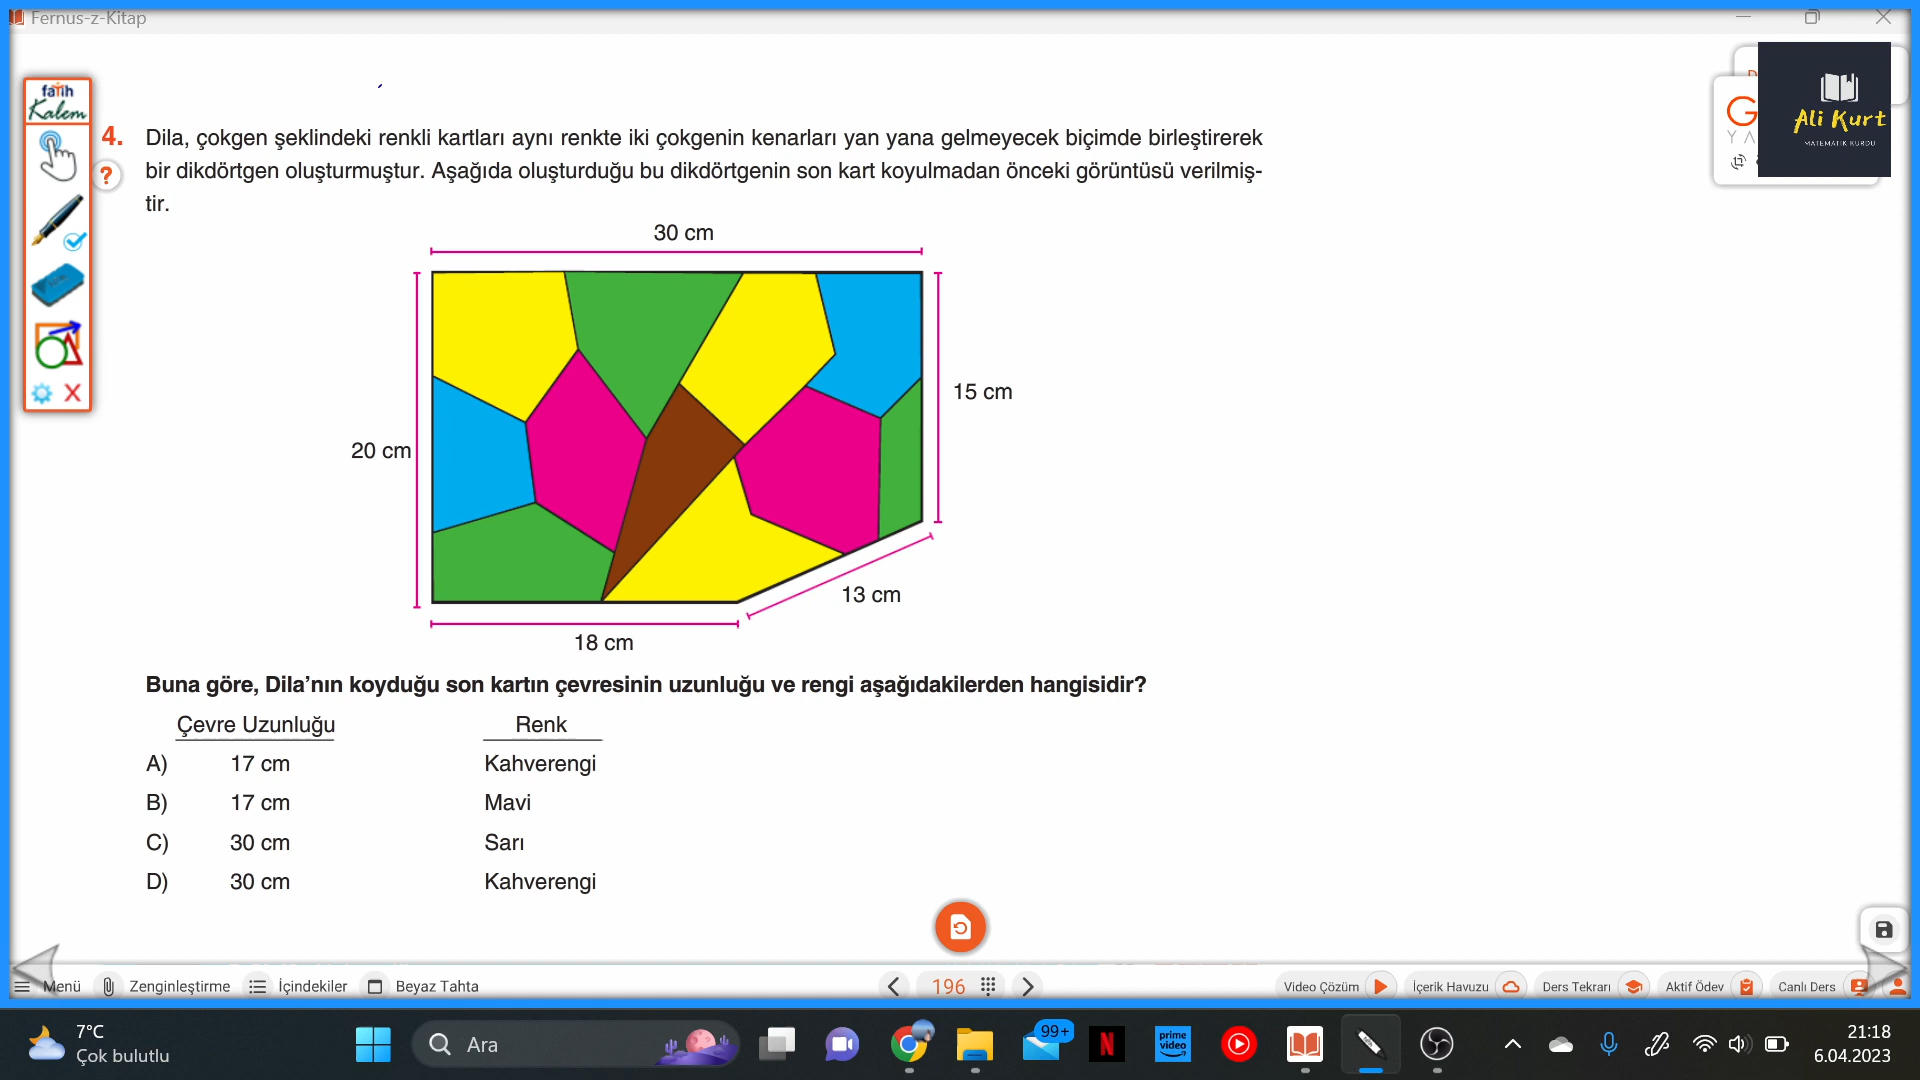 Fernus-z-Kitap
fatih
Kalem
Ali Kurt
MATEMATIK KURDU
4. Dila, çokgen şeklindeki renkli kartları aynı renkte iki çokgenin kenarları yan yana gelmeyecek biçimde birleştirerek
? bir dikdörtgen oluşturmuştur. Aşağıda oluşturduğu bu dikdörtgenin son kart koyulmadan önceki görüntüsü verilmiş-
tir.
30 cm
15 cm
20 cm
13 cm
18 cm
Buna göre, Dila'nın koyduğu son kartın çevresinin uzunluğu ve rengi aşağıdakilerden hangisidir?
Çevre Uzunluğu Renk
A) 17 cm Kahverengi
B) 17 cm Mavi
C) 30 cm Sarı
D) 30 cm Kahverengi
Menü Zenginleştirme İçindekiler Beyaz Tahta 196 Video Çözüm İçerik Havuzu Ders Tekrarı Aktif Ödev Canlı Ders
7°C
Çok bulutlu
Ara
99+
N
prime
video
21:18
6.04.2023